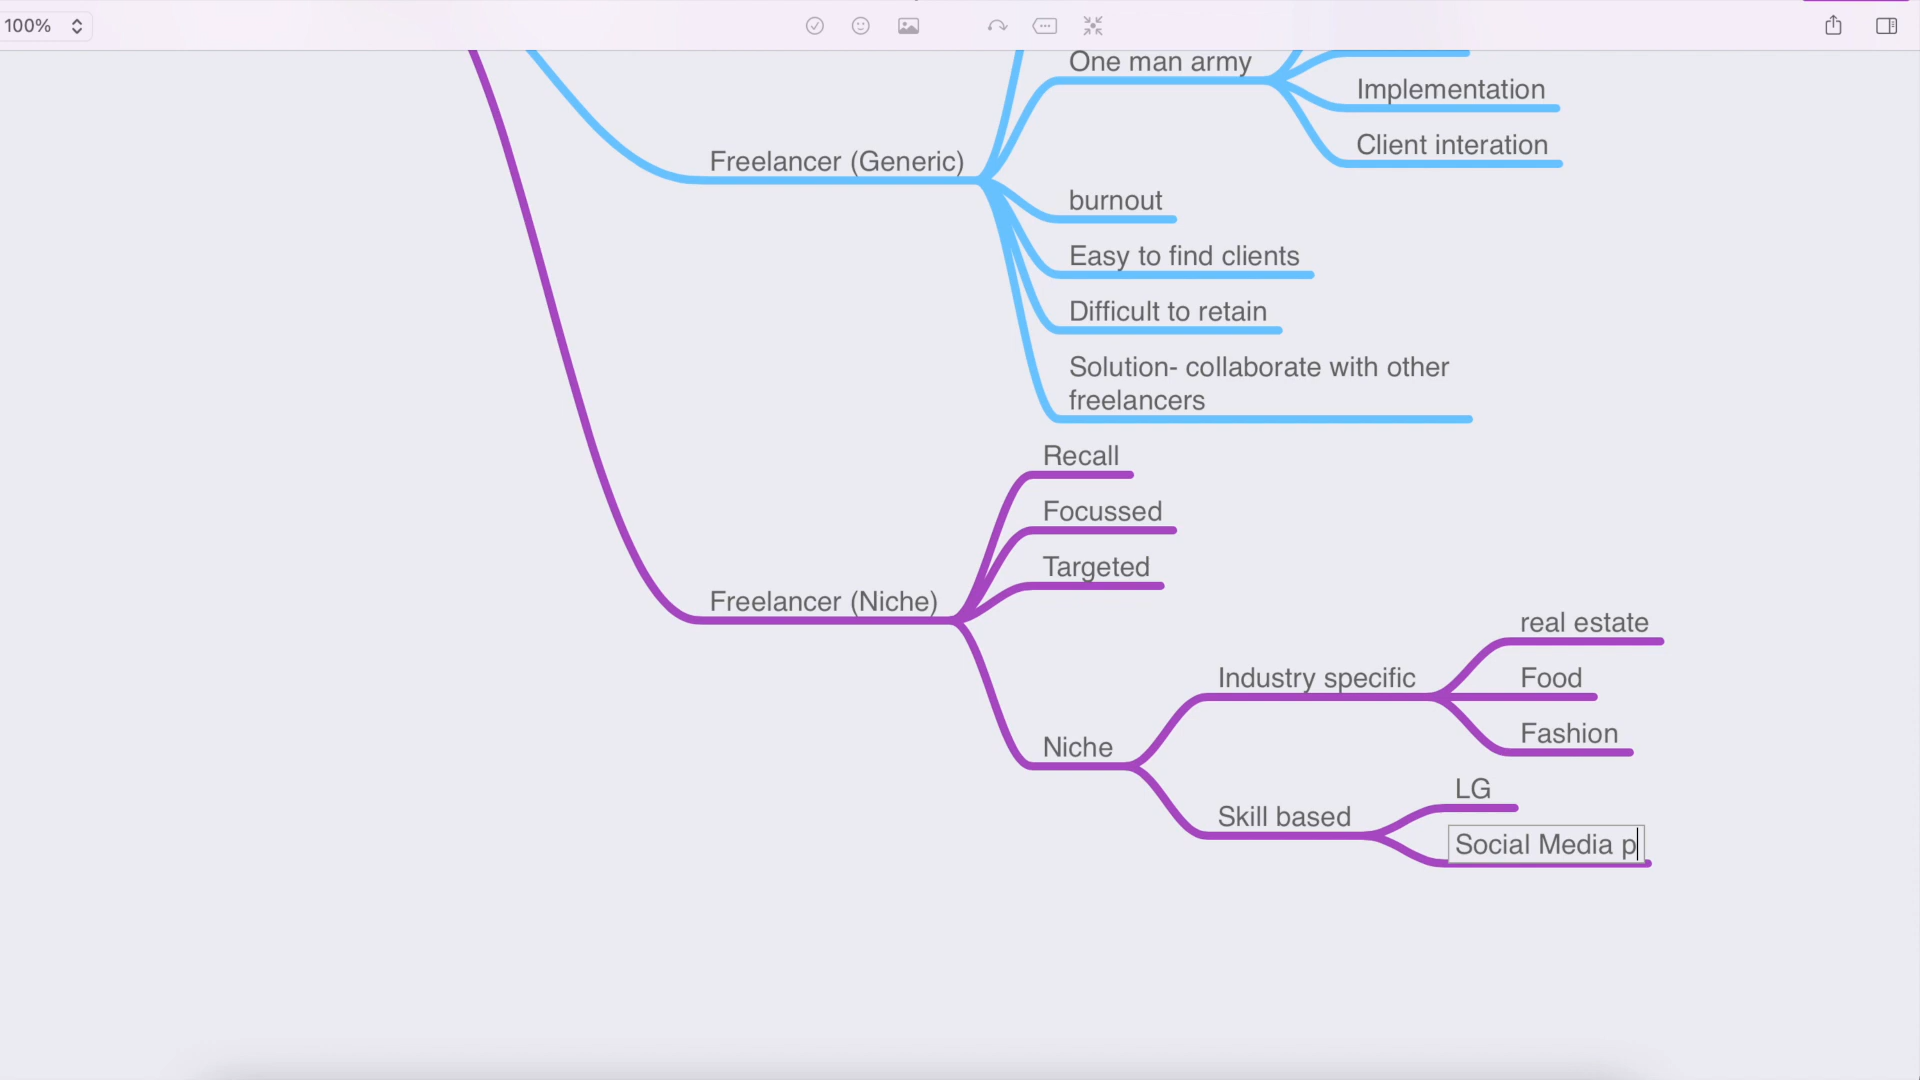 100%
One man army
Implementation
Client interation
Freelancer (Generic)
burnout
Easy to find clients
Difficult to retain
Solution- collaborate with other
freelancers
Recall
Focussed
Targeted
Freelancer (Niche)
real estate
Industry specific
Food
Fashion
Niche
LG
Skill based
Social Media p